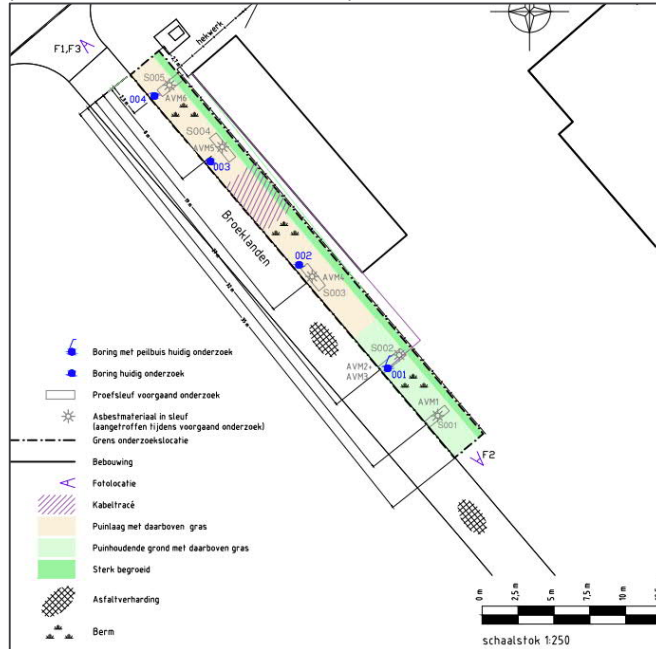 F1,F3
hekwerk
S005
AVM6
004
S004
AVM5
003
Broeklanden
002
AVM4
S003
S002
AVM2+
AVM3
001
AVM1
S001
F2
Boring met peilbuis huidig onderzoek
Boring huidig onderzoek
Proefsleuf voorgaand onderzoek
Asbestmateriaal in sleuf
(aangetroffen tijdens voorgaand onderzoek)
Grens onderzoekslocatie
Bebouwing
Fotolocatie
Kabeltracé
Puinlaag met daarboven gras
Puinhoudende grond met daarboven gras
Sterk begroeid
Asfaltverharding
Berm
0 m
2,5 m
5 m
7,5 m
10 m
schaalstok 1:250